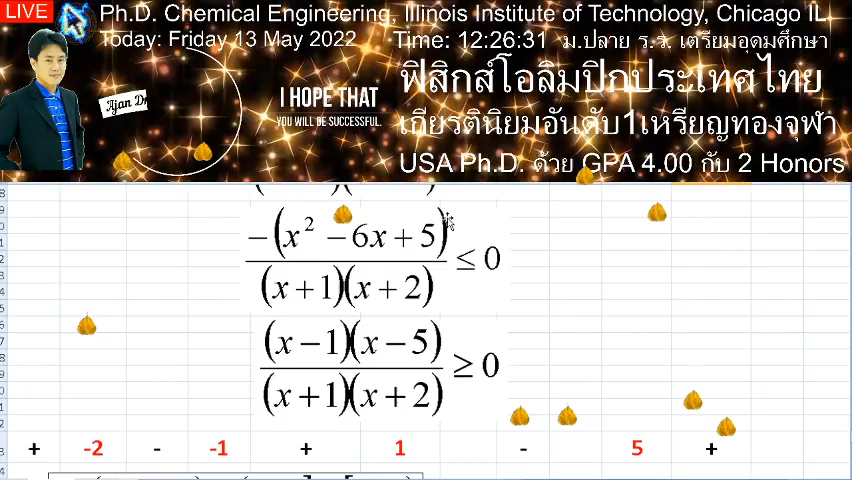 LIVE
Ph.D. Chemical Engineering, Illinois Institute of Technology, Chicago IL.
Today: Friday 13 May 2022 Time: 12:26:31 ม.ปลาย ร.ร. เตรียมอุดมศึกษา
ฟิสิกส์โอลิมปิกประเทศไทย
Ajan Dr
I HOPE THAT
YOU WILL BE SUCCESSFUL.
เกียรตินิยมอันดับ1เหรียญทองจุฬา
USA Ph.D. ด้วย GPA 4.00 กับ 2 Honors
−(x² − 6x + 5)
(x + 1)(x + 2) ≤ 0
(x − 1)(x − 5)
(x + 1)(x + 2) ≥ 0
+ -2 - -1 + 1 - 5 +